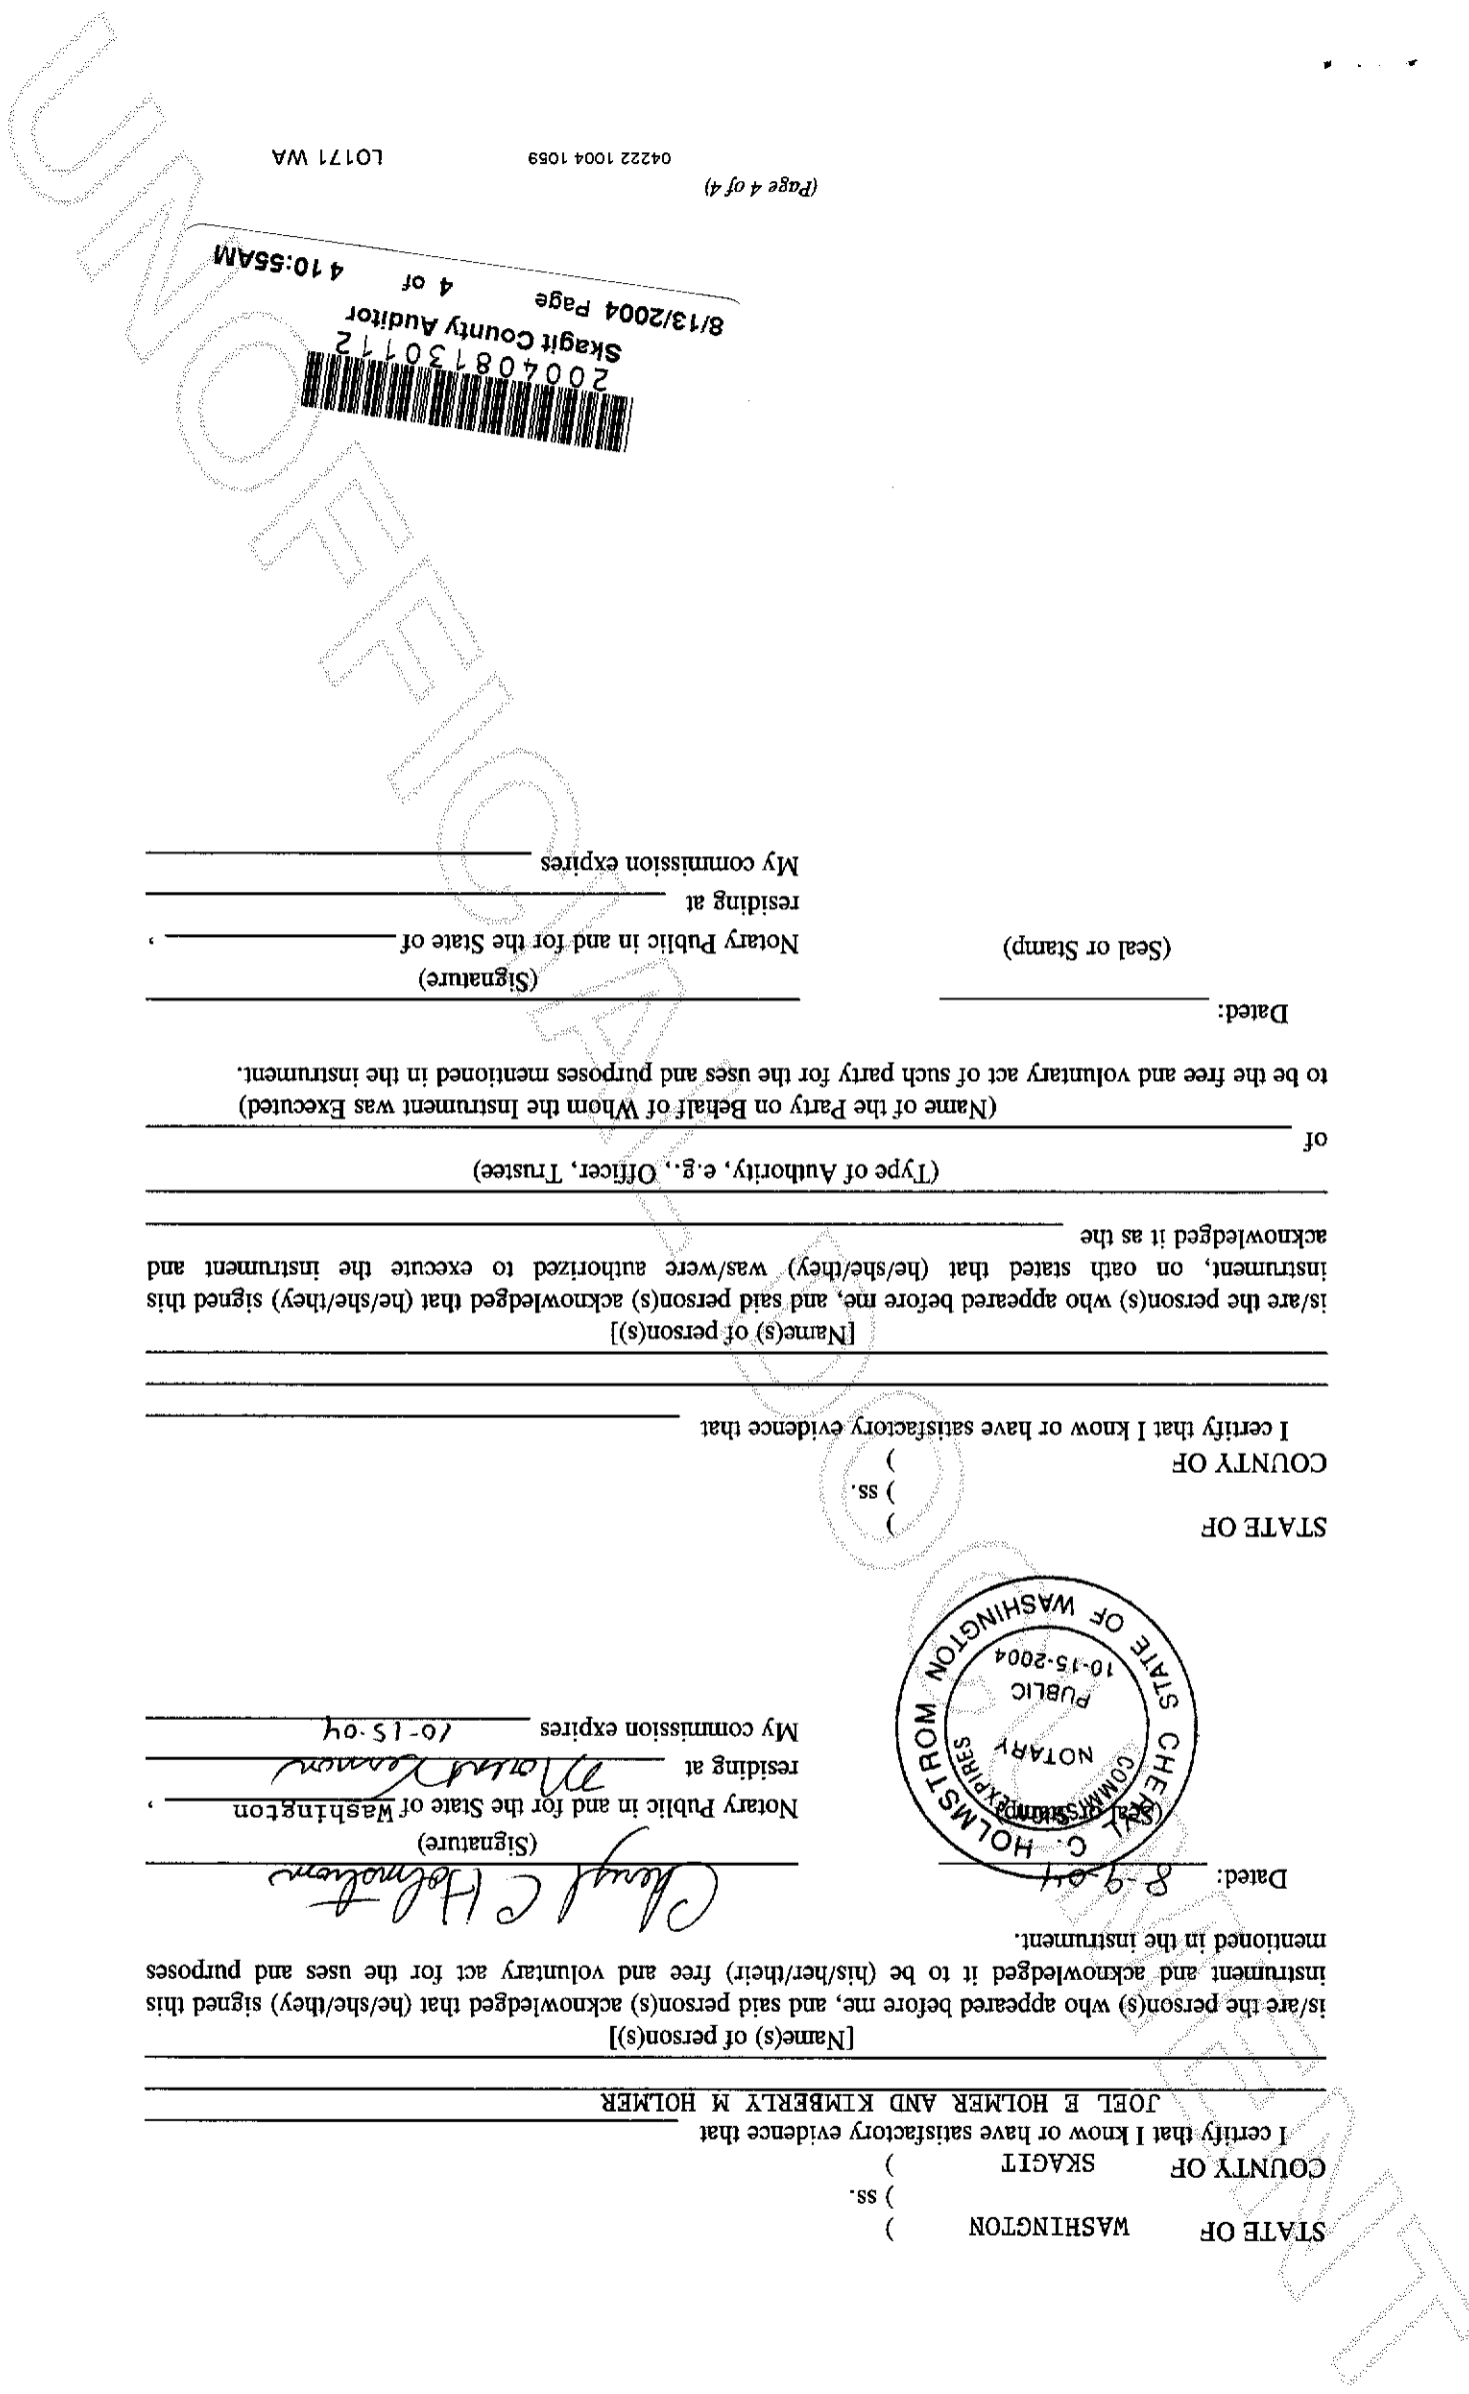 STATE OF WASHINGTON )
) ss.
COUNTY OF SKAGIT )
I certify that I know or have satisfactory evidence that
JOEL E HOLMER AND KIMBERLY M HOLMER
[Name(s) of person(s)]
is/are the person(s) who appeared before me, and said person(s) acknowledged that (he/she/they) signed this
instrument and acknowledged it to be (his/her/their) free and voluntary act for the uses and purposes
mentioned in the instrument.
Dated: 8-9-04
Cheryl C Holmstrom
(Signature)
(Seal or Stamp)
CHERYL C. HOLMSTROM
STATE OF WASHINGTON
COMMISSION EXPIRES
NOTARY
PUBLIC
10-15-2004
Notary Public in and for the State of Washington,
residing at Mount Vernon
My commission expires 10-15-04
STATE OF )
) ss.
COUNTY OF )
I certify that I know or have satisfactory evidence that
[Name(s) of person(s)]
is/are the person(s) who appeared before me, and said person(s) acknowledged that (he/she/they) signed this
instrument, on oath stated that (he/she/they) was/were authorized to execute the instrument and
acknowledged it as the
(Type of Authority, e.g., Officer, Trustee)
of
(Name of the Party on Behalf of Whom the Instrument was Executed)
to be the free and voluntary act of such party for the uses and purposes mentioned in the instrument.
Dated:
(Signature)
(Seal or Stamp)
Notary Public in and for the State of ,
residing at
My commission expires
200408130112
Skagit County Auditor
8/13/2004 Page 4 of 4 10:55AM
(Page 4 of 4)
04222 1004 1059 L0171 WA
UNOFFICIAL DOCUMENT